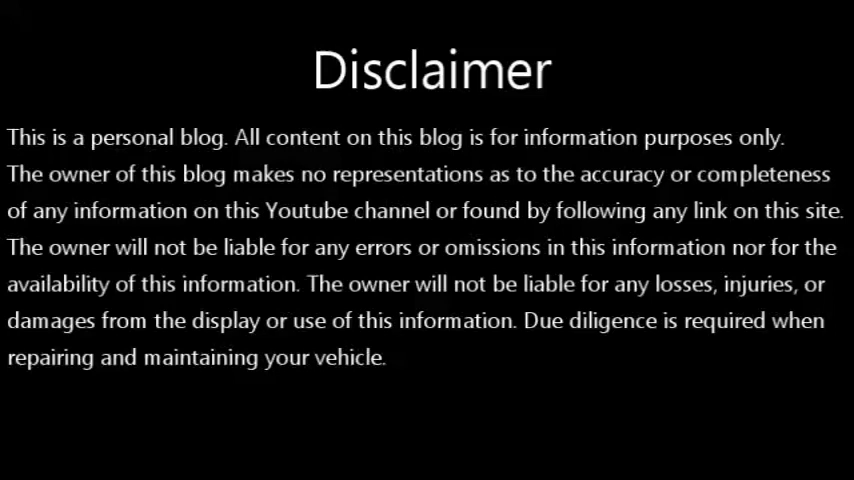 Disclaimer
This is a personal blog. All content on this blog is for information purposes only.
The owner of this blog makes no representations as to the accuracy or completeness
of any information on this Youtube channel or found by following any link on this site.
The owner will not be liable for any errors or omissions in this information nor for the
availability of this information. The owner will not be liable for any losses, injuries, or
damages from the display or use of this information. Due diligence is required when
repairing and maintaining your vehicle.